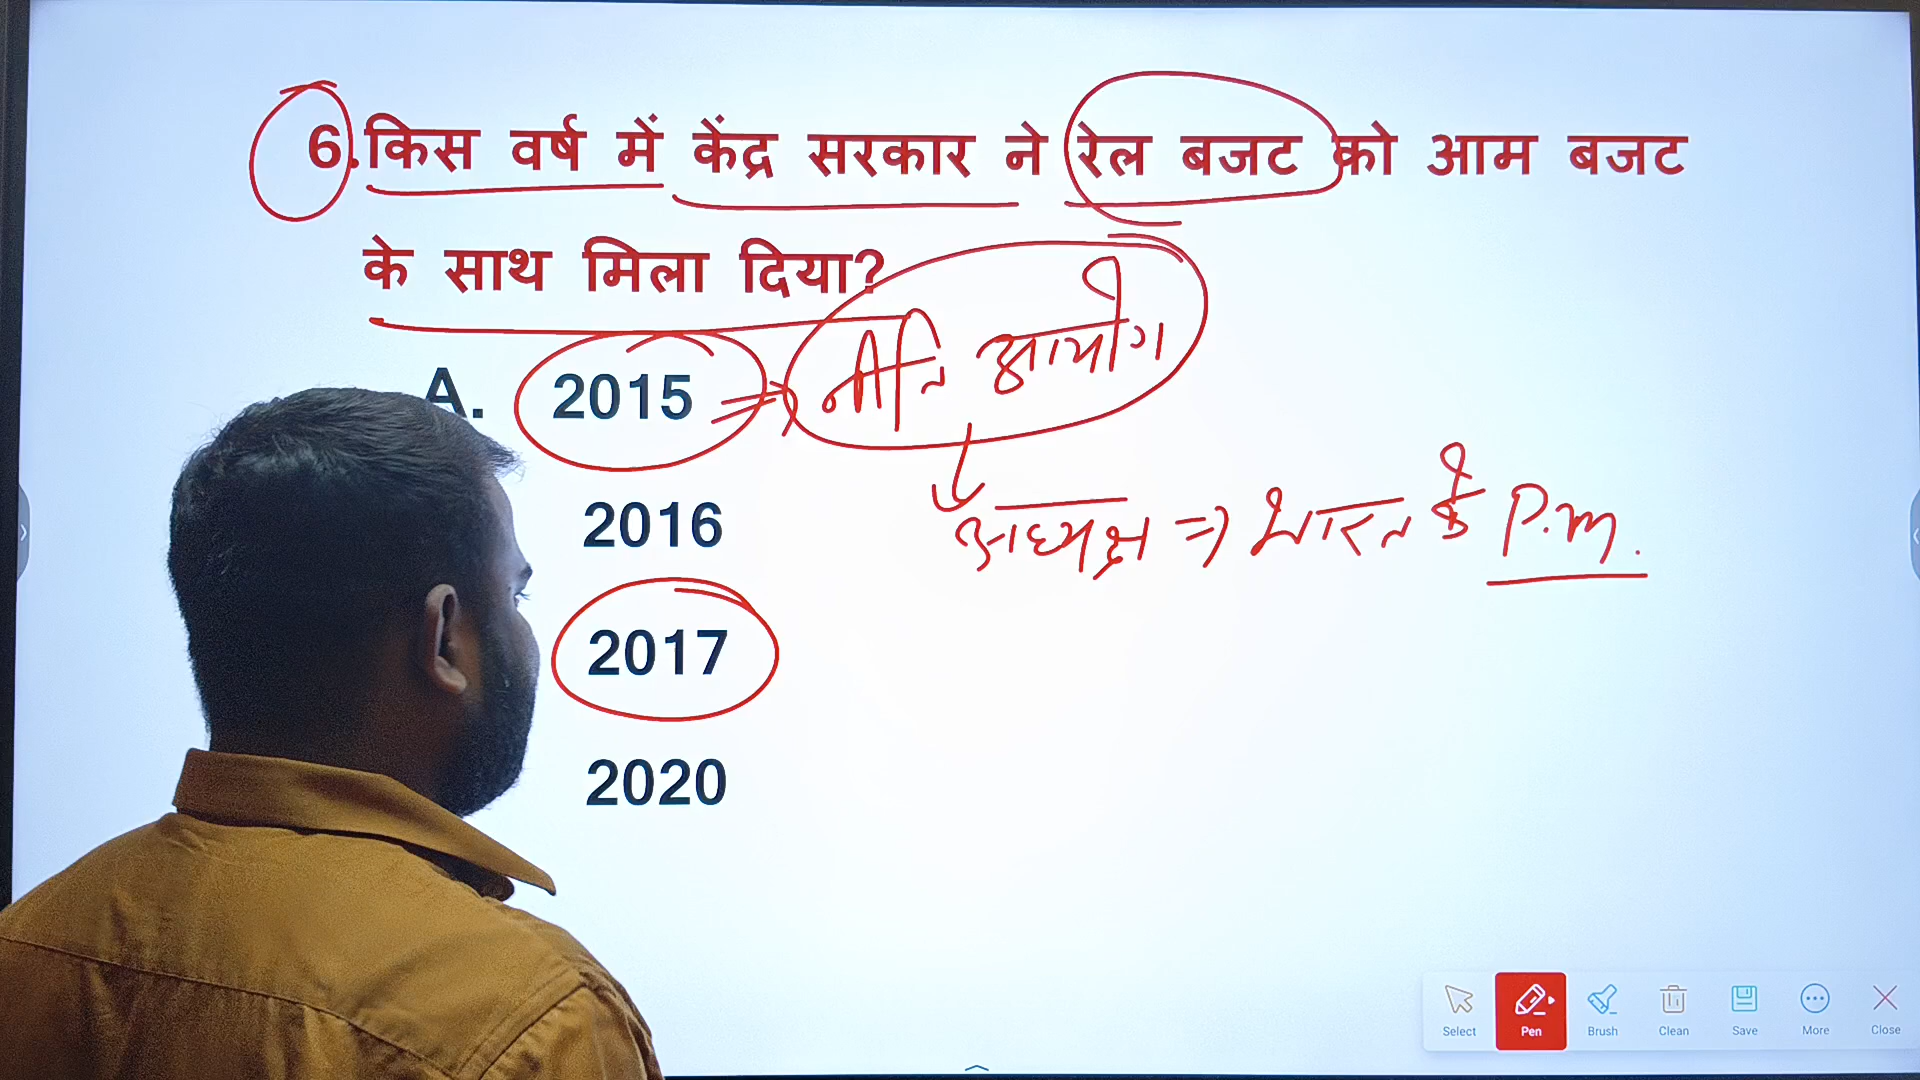 6.किस वर्ष में केंद्र सरकार ने रेल बजट को आम बजट
के साथ मिला दिया?
A. 2015 ⇒ नीति आयोग
2016
अध्यक्ष ⇒ भारत के P.M.
2017
2020
Select Pen Brush Clean Save More Close